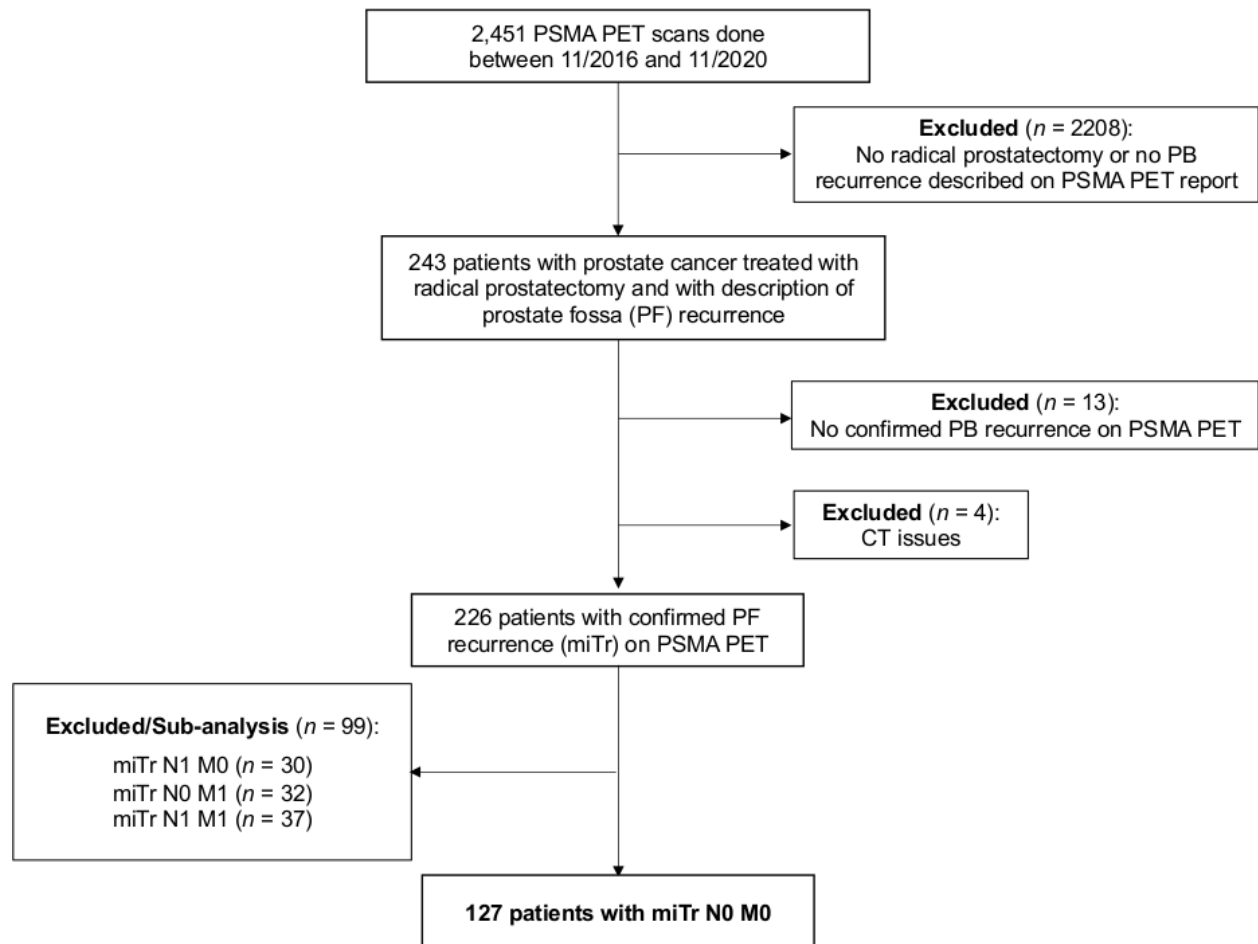 2,451 PSMA PET scans done
between 11/2016 and 11/2020
Excluded (n = 2208):
No radical prostatectomy or no PB
recurrence described on PSMA PET report
243 patients with prostate cancer treated with
radical prostatectomy and with description of
prostate fossa (PF) recurrence
Excluded (n = 13):
No confirmed PB recurrence on PSMA PET
Excluded (n = 4):
CT issues
226 patients with confirmed PF
recurrence (miTr) on PSMA PET
Excluded/Sub-analysis (n = 99):
miTr N1 M0 (n = 30)
miTr N0 M1 (n = 32)
miTr N1 M1 (n = 37)
127 patients with miTr N0 M0